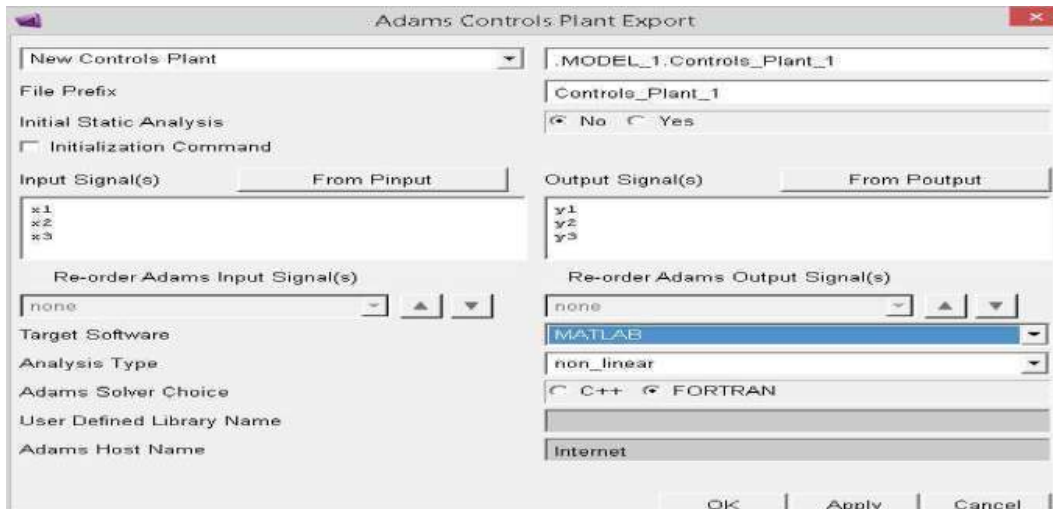 Adams Controls Plant Export
New Controls Plant
.MODEL_1.Controls_Plant_1
File Prefix
Controls_Plant_1
Initial Static Analysis
No Yes
Initialization Command
Input Signal(s)
From Pinput
Output Signal(s)
From Poutput
x1
x2
x3
y1
y2
y3
Re-order Adams Input Signal(s)
Re-order Adams Output Signal(s)
none
none
Target Software
MATLAB
Analysis Type
non_linear
Adams Solver Choice
C++ FORTRAN
User Defined Library Name
Adams Host Name
Internet
OK
Apply
Cancel